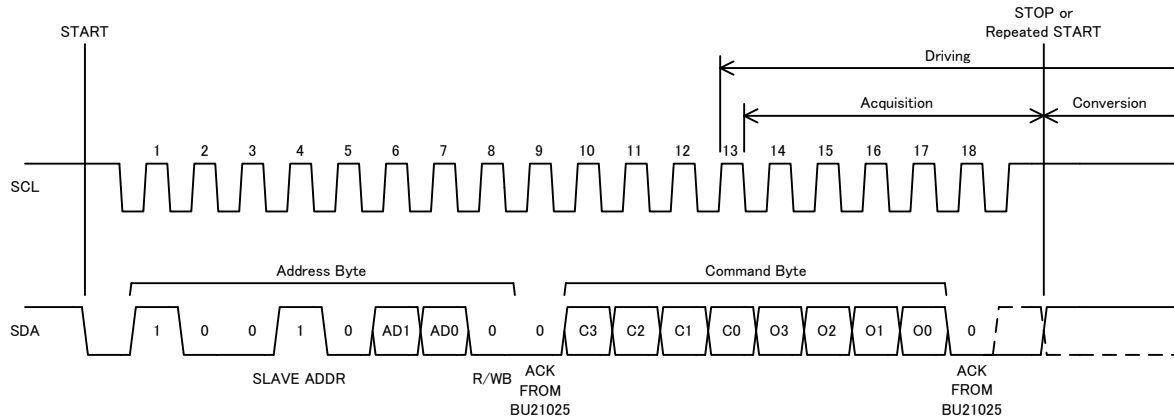 START
STOP or
Repeated START
Driving
Acquisition
Conversion
1 2 3 4 5 6 7 8 9 10 11 12 13 14 15 16 17 18
SCL
Address Byte
Command Byte
SDA
1 0 0 1 0 AD1 AD0 0 0 C3 C2 C1 C0 O3 O2 O1 O0 0
SLAVE ADDR
R/WB
ACK
FROM
BU21025
ACK
FROM
BU21025